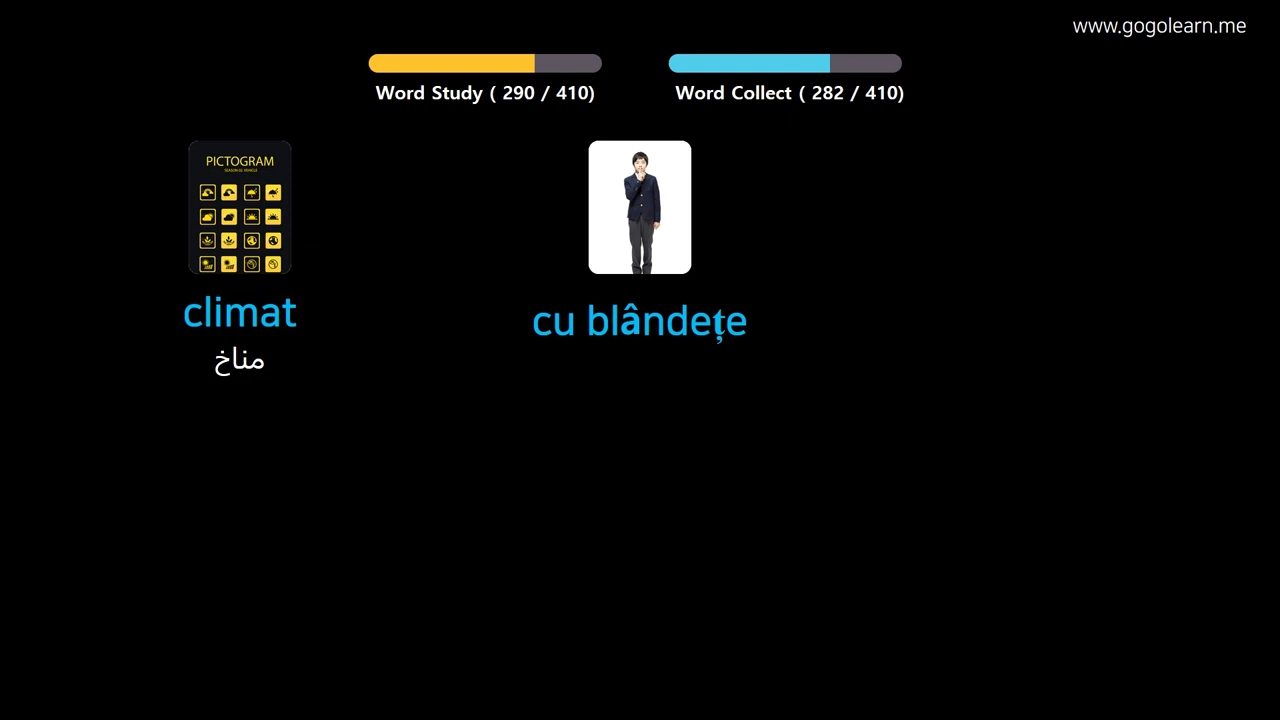 www.gogolearn.me
Word Study ( 290 / 410)
Word Collect ( 282 / 410)
PICTOGRAM
climat
مناخ
cu blândețe